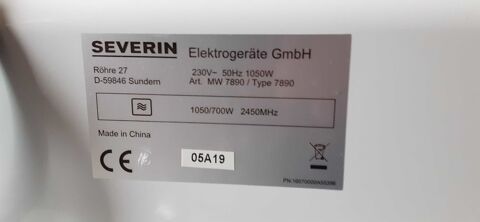 SEVERIN Elektrogeräte GmbH
Röhre 27 230V~ 50Hz 1050W
D-59846 Sundern Art. MW 7890 / Type 7890
1050/700W 2450MHz
Made in China
CE 05A19